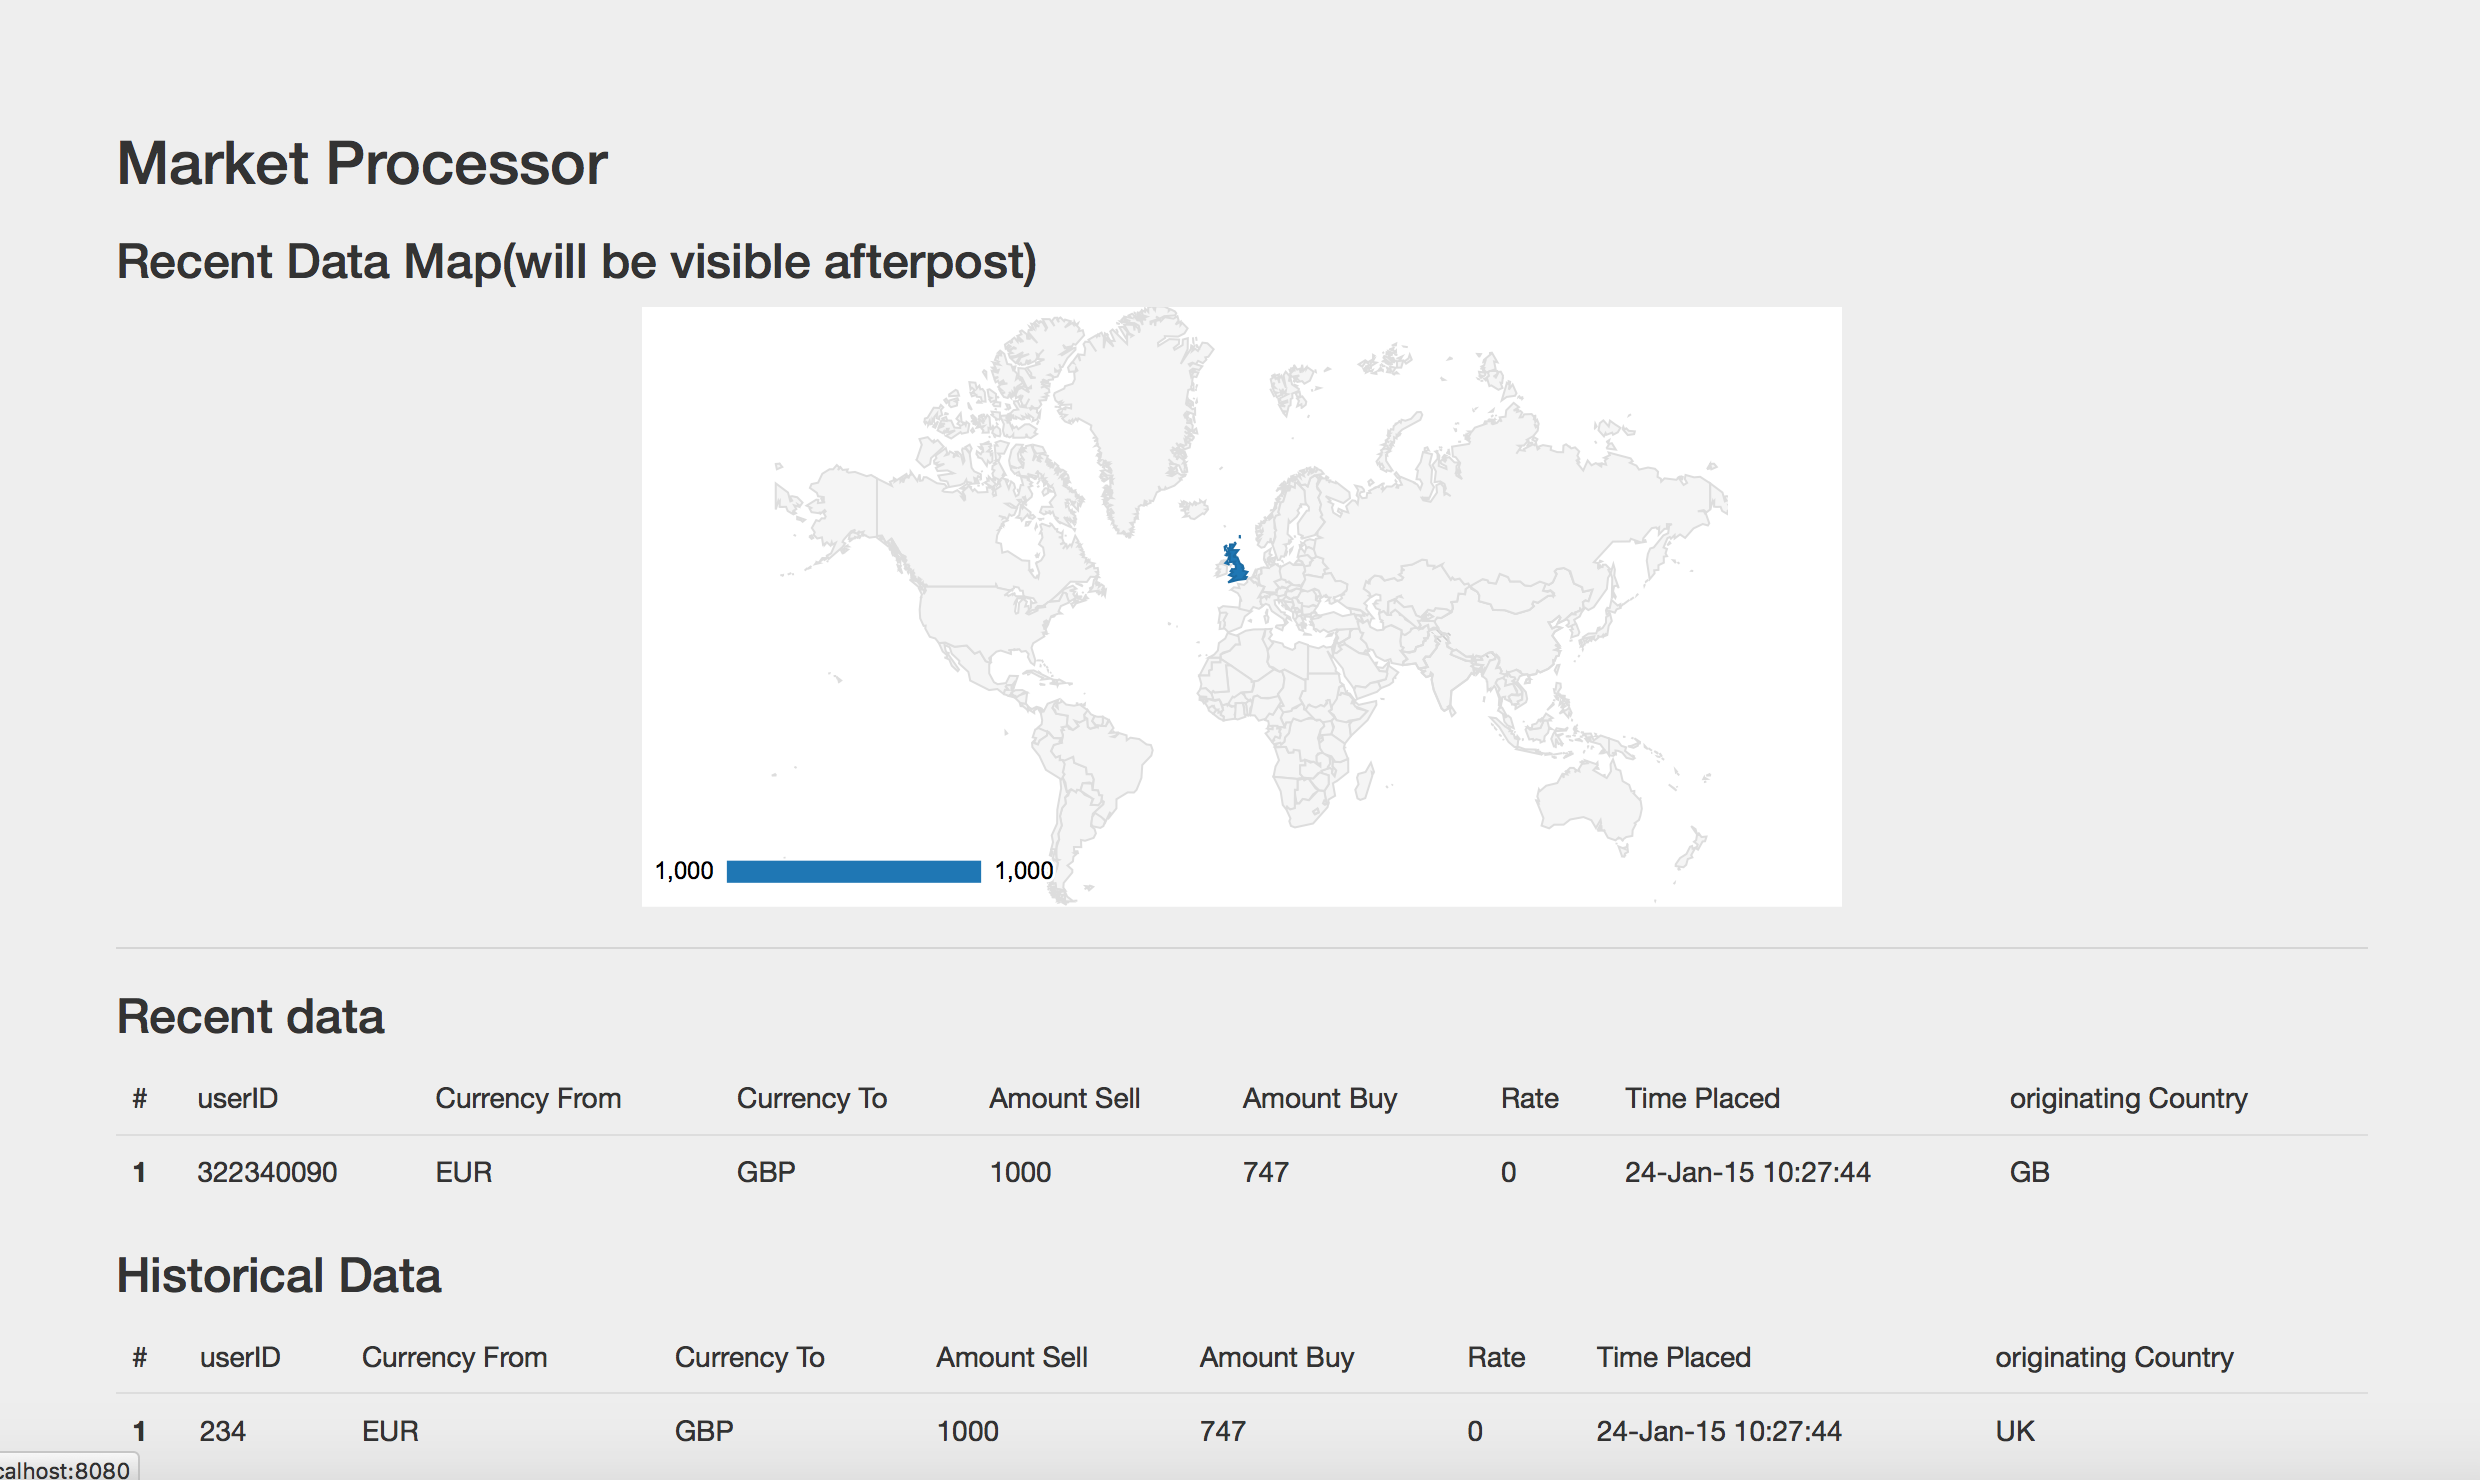 Market Processor
Recent Data Map(will be visible afterpost)
1,000 1,000
Recent data
# userID Currency From Currency To Amount Sell Amount Buy Rate Time Placed originating Country
1 322340090 EUR GBP 1000 747 0 24-Jan-15 10:27:44 GB
Historical Data
# userID Currency From Currency To Amount Sell Amount Buy Rate Time Placed originating Country
1 234 EUR GBP 1000 747 0 24-Jan-15 10:27:44 UK
calhost:8080